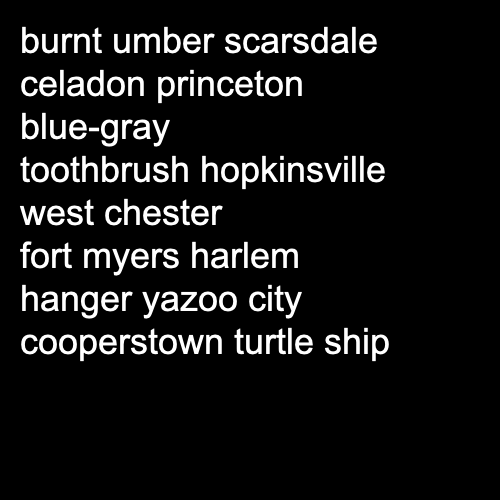 burnt umber scarsdale
celadon princeton
blue-gray
toothbrush hopkinsville
west chester
fort myers harlem
hanger yazoo city
cooperstown turtle ship